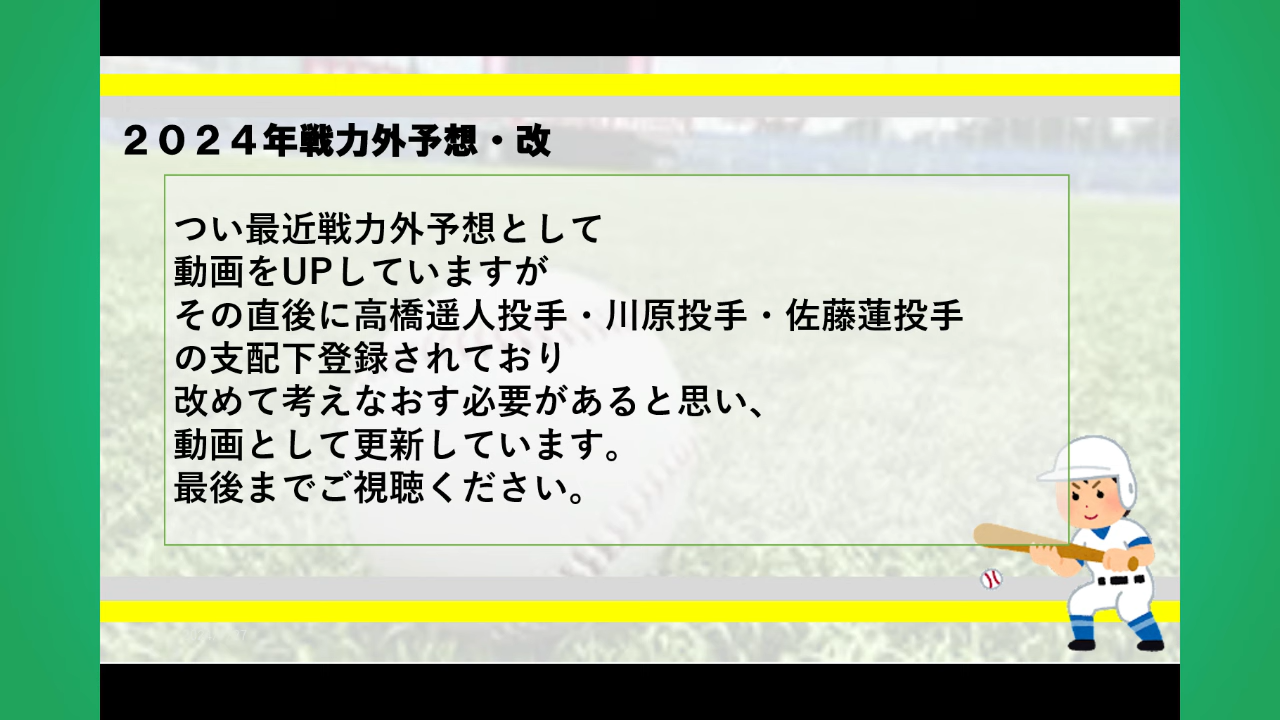 ２０２４年戦力外予想・改
つい最近戦力外予想として
動画をUPしていますが
その直後に高橋遥人投手・川原投手・佐藤蓮投手
の支配下登録されており
改めて考えなおす必要があると思い、
動画として更新しています。
最後までご視聴ください。